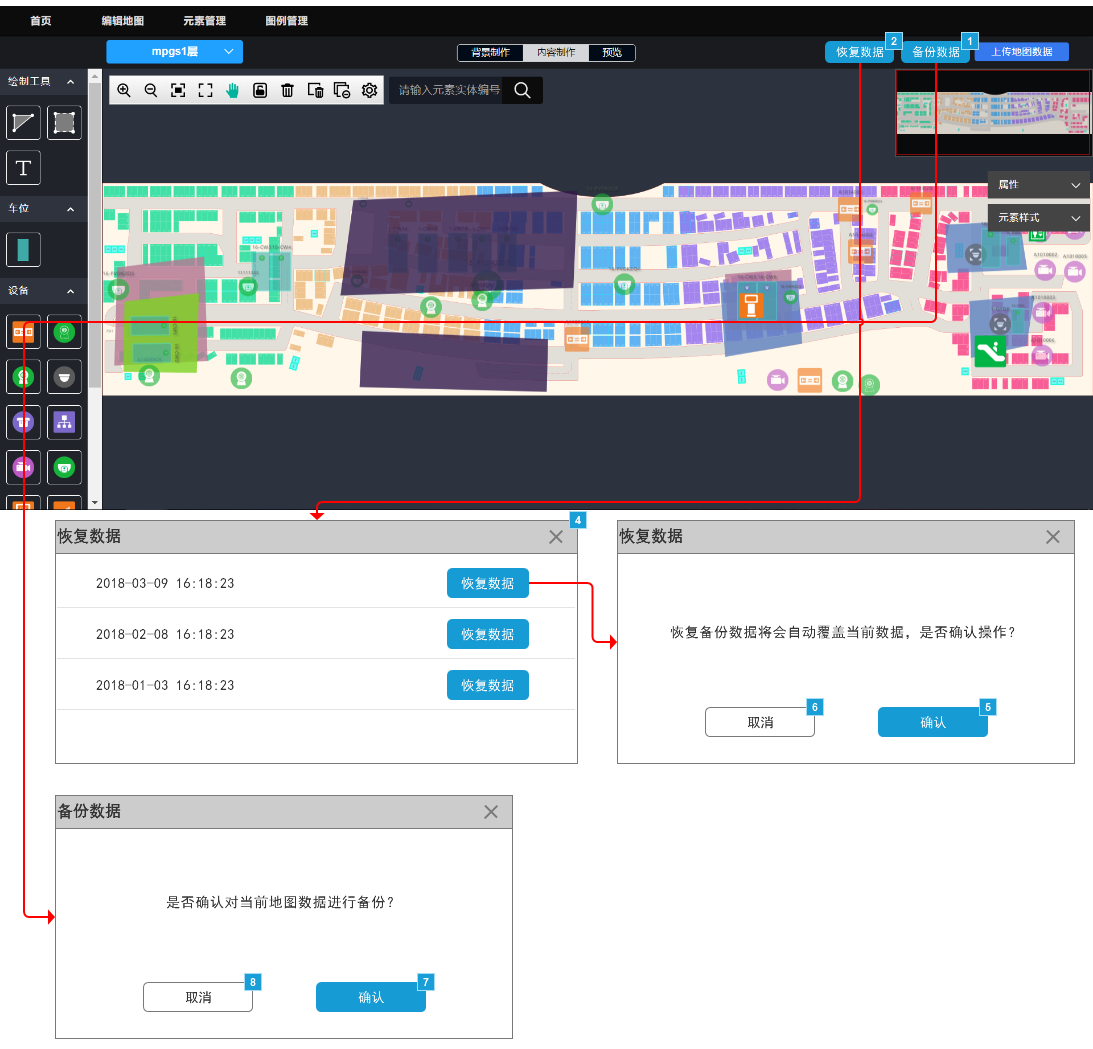 首页 编辑地图 元素管理 图例管理
mpgs1层 背景制作 内容制作 预览 恢复数据 2 备份数据 1 上传地图数据
绘制工具
请输入元素实体编号
T
属性
车位
元素样式
设备
恢复数据 4
2018-03-09 16:18:23 恢复数据
2018-02-08 16:18:23 恢复数据
2018-01-03 16:18:23 恢复数据
恢复数据
恢复备份数据将会自动覆盖当前数据, 是否确认操作?
取消 6 确认 5
备份数据
是否确认对当前地图数据进行备份?
取消 8 确认 7